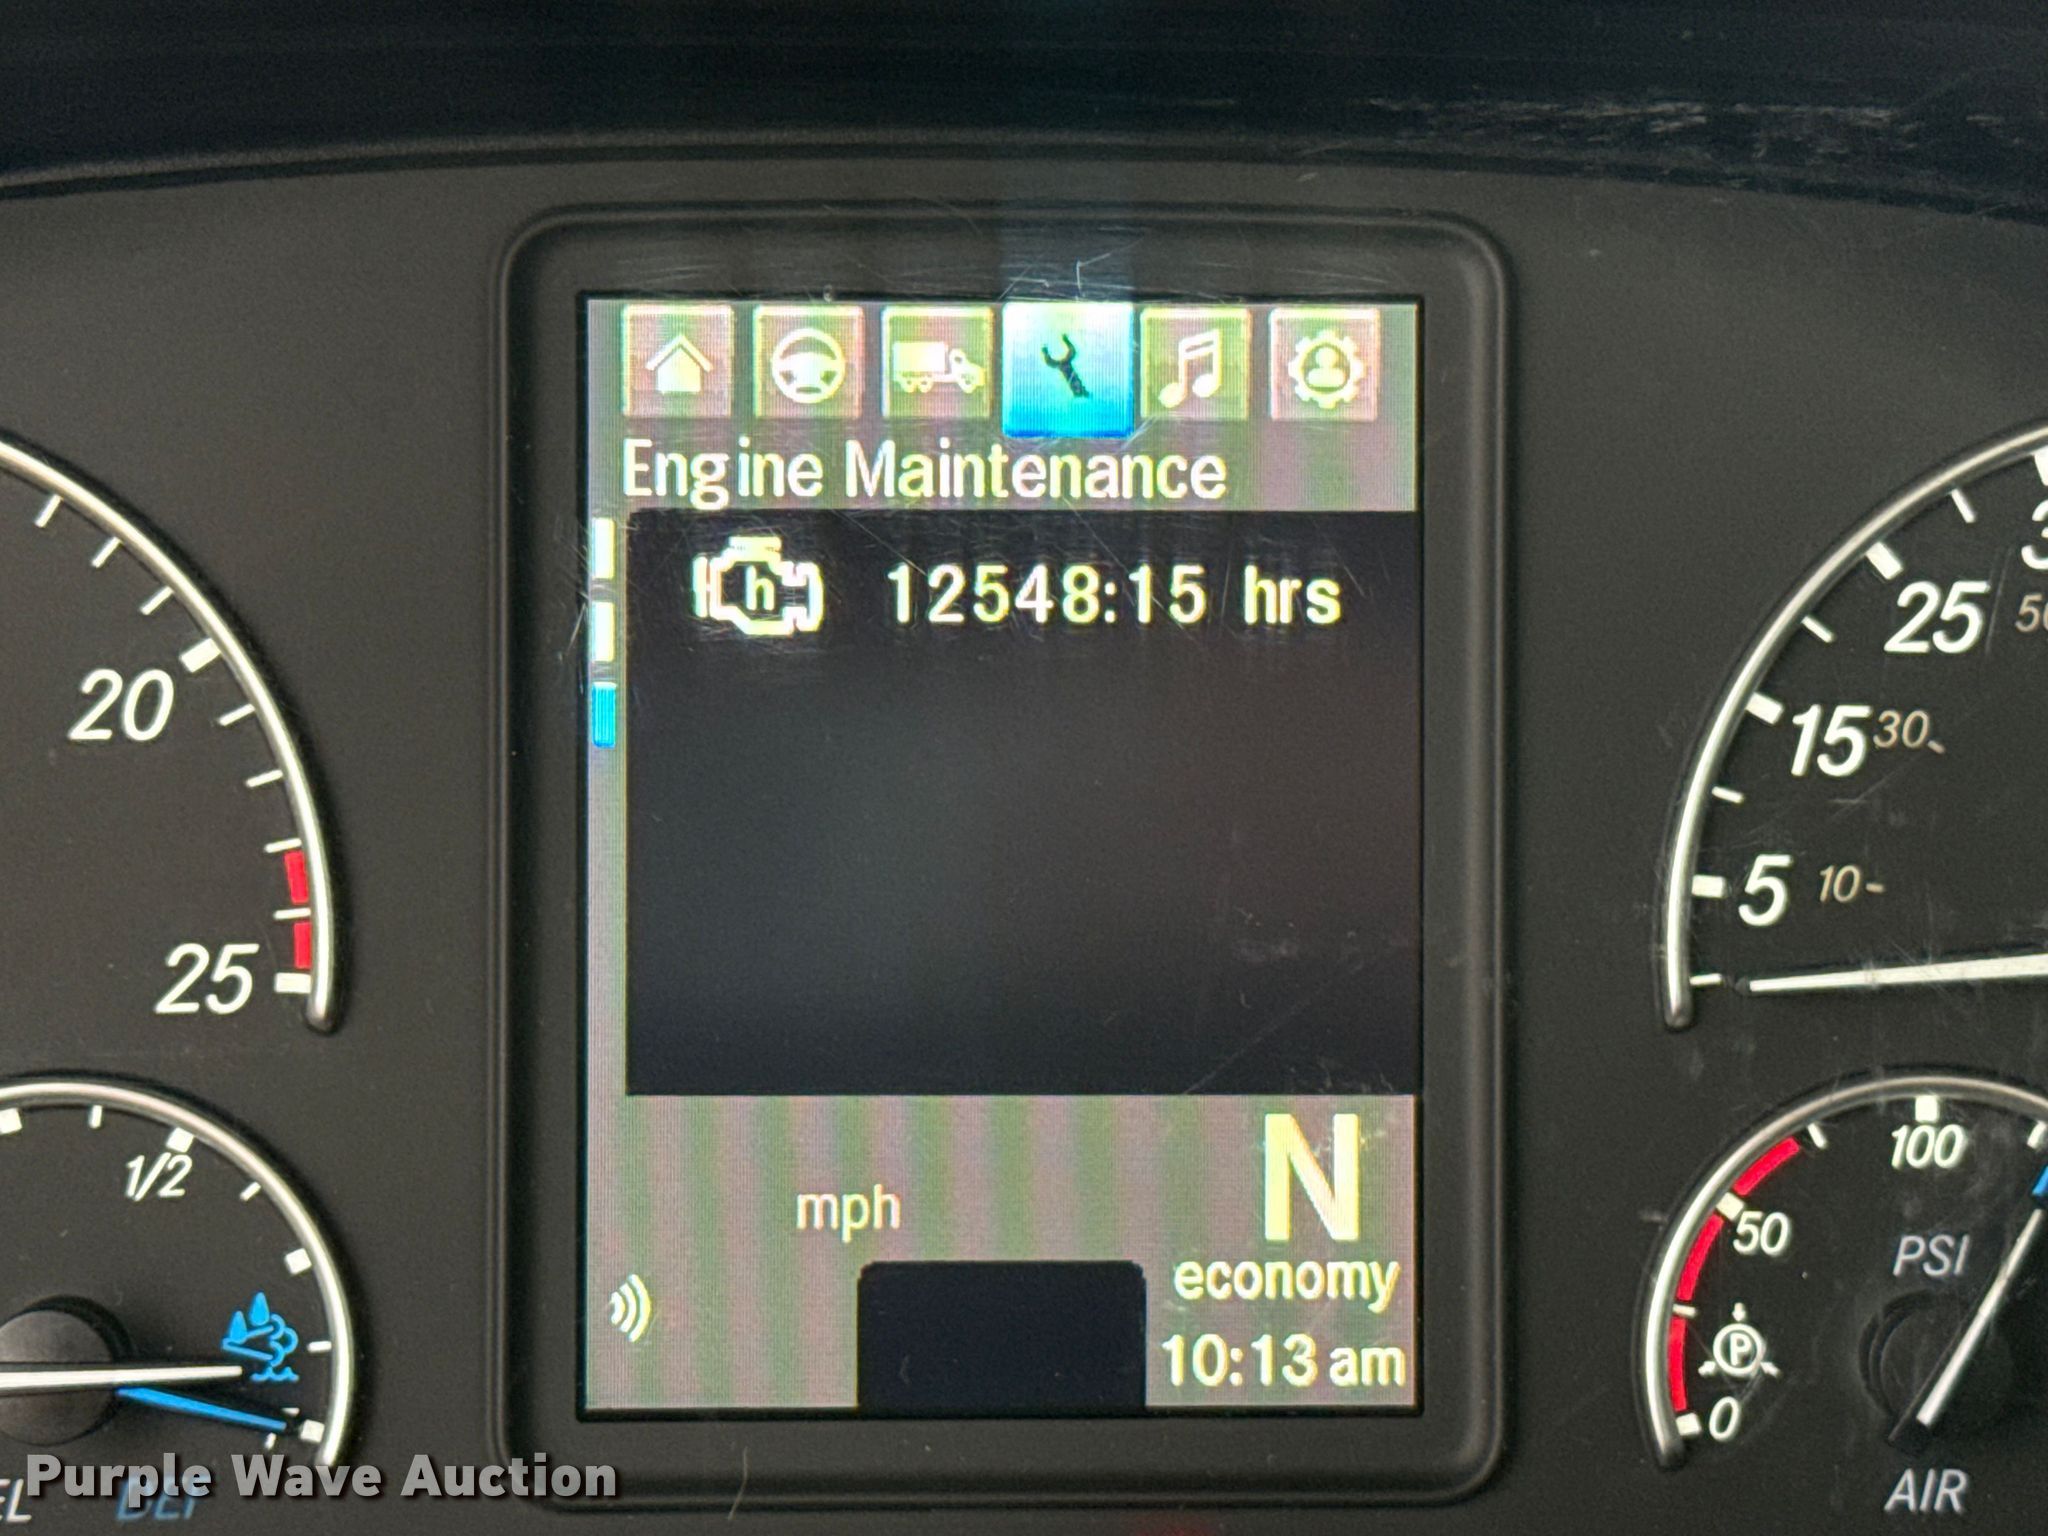 Engine Maintenance
h 12548:15 hrs
20
25
1/2
DEF
25
15 30
5 10
mph
N
economy
10:13 am
100
50
PSI
P
0
AIR
Purple Wave Auction